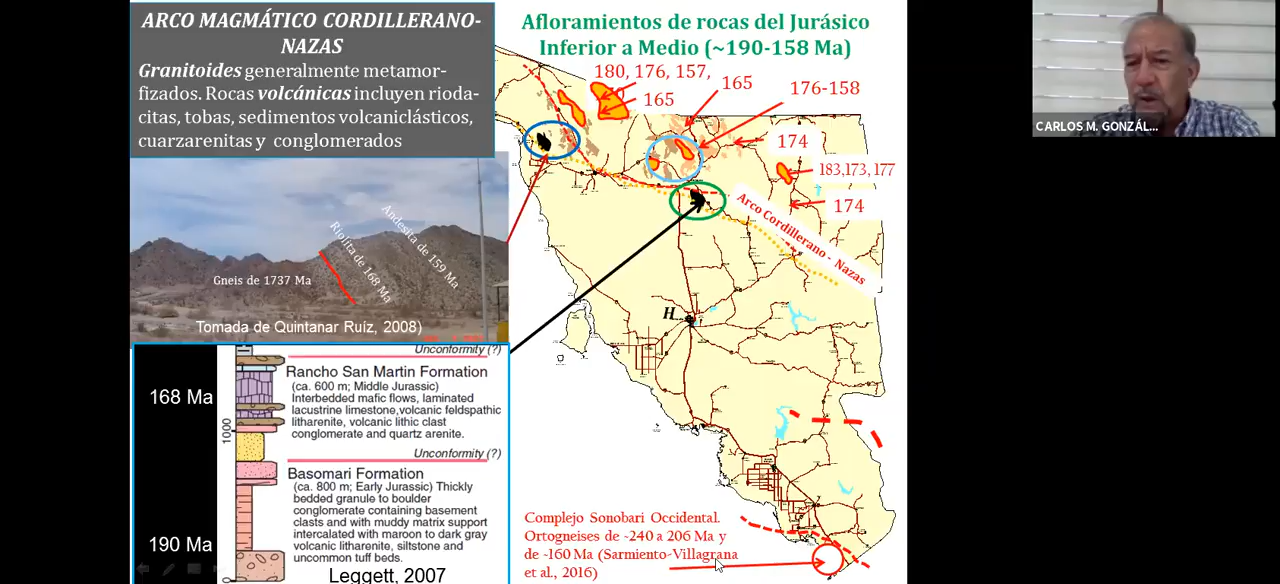 ARCO MAGMÁTICO CORDILLERANO-
NAZAS
Granitoides generalmente metamor-
fizados. Rocas volcánicas incluyen rioda-
citas, tobas, sedimentos volcaniclásticos,
cuarzarenitas y conglomerados
Gneis de 1737 Ma
Riolita de 168 Ma
Andesita de 159 Ma
Tomada de Quintanar Ruíz, 2008)
168 Ma
190 Ma
1000
0
Unconformity (?)
Rancho San Martin Formation
(ca. 600 m; Middle Jurassic)
Interbedded mafic flows, laminated
lacustrine limestone,volcanic feldspathic
litharenite, volcanic lithic clast
conglomerate and quartz arenite.
Unconformity (?)
Basomari Formation
(ca. 800 m; Early Jurassic) Thickly
bedded granule to boulder
conglomerate containing basement
clasts and with muddy matrix support
intercalated with maroon to dark gray
volcanic litharenite, siltstone and
uncommon tuff beds.
Leggett, 2007
Afloramientos de rocas del Jurásico
Inferior a Medio (~190-158 Ma)
180, 176, 157,
165
165
176-158
174
183,173, 177
174
Arco Cordillerano - Nazas
H
Complejo Sonobari Occidental.
Ortogneises de ~240 a 206 Ma y
de ~160 Ma (Sarmiento-Villagrana
et al., 2016)
CARLOS M. GONZÁL...